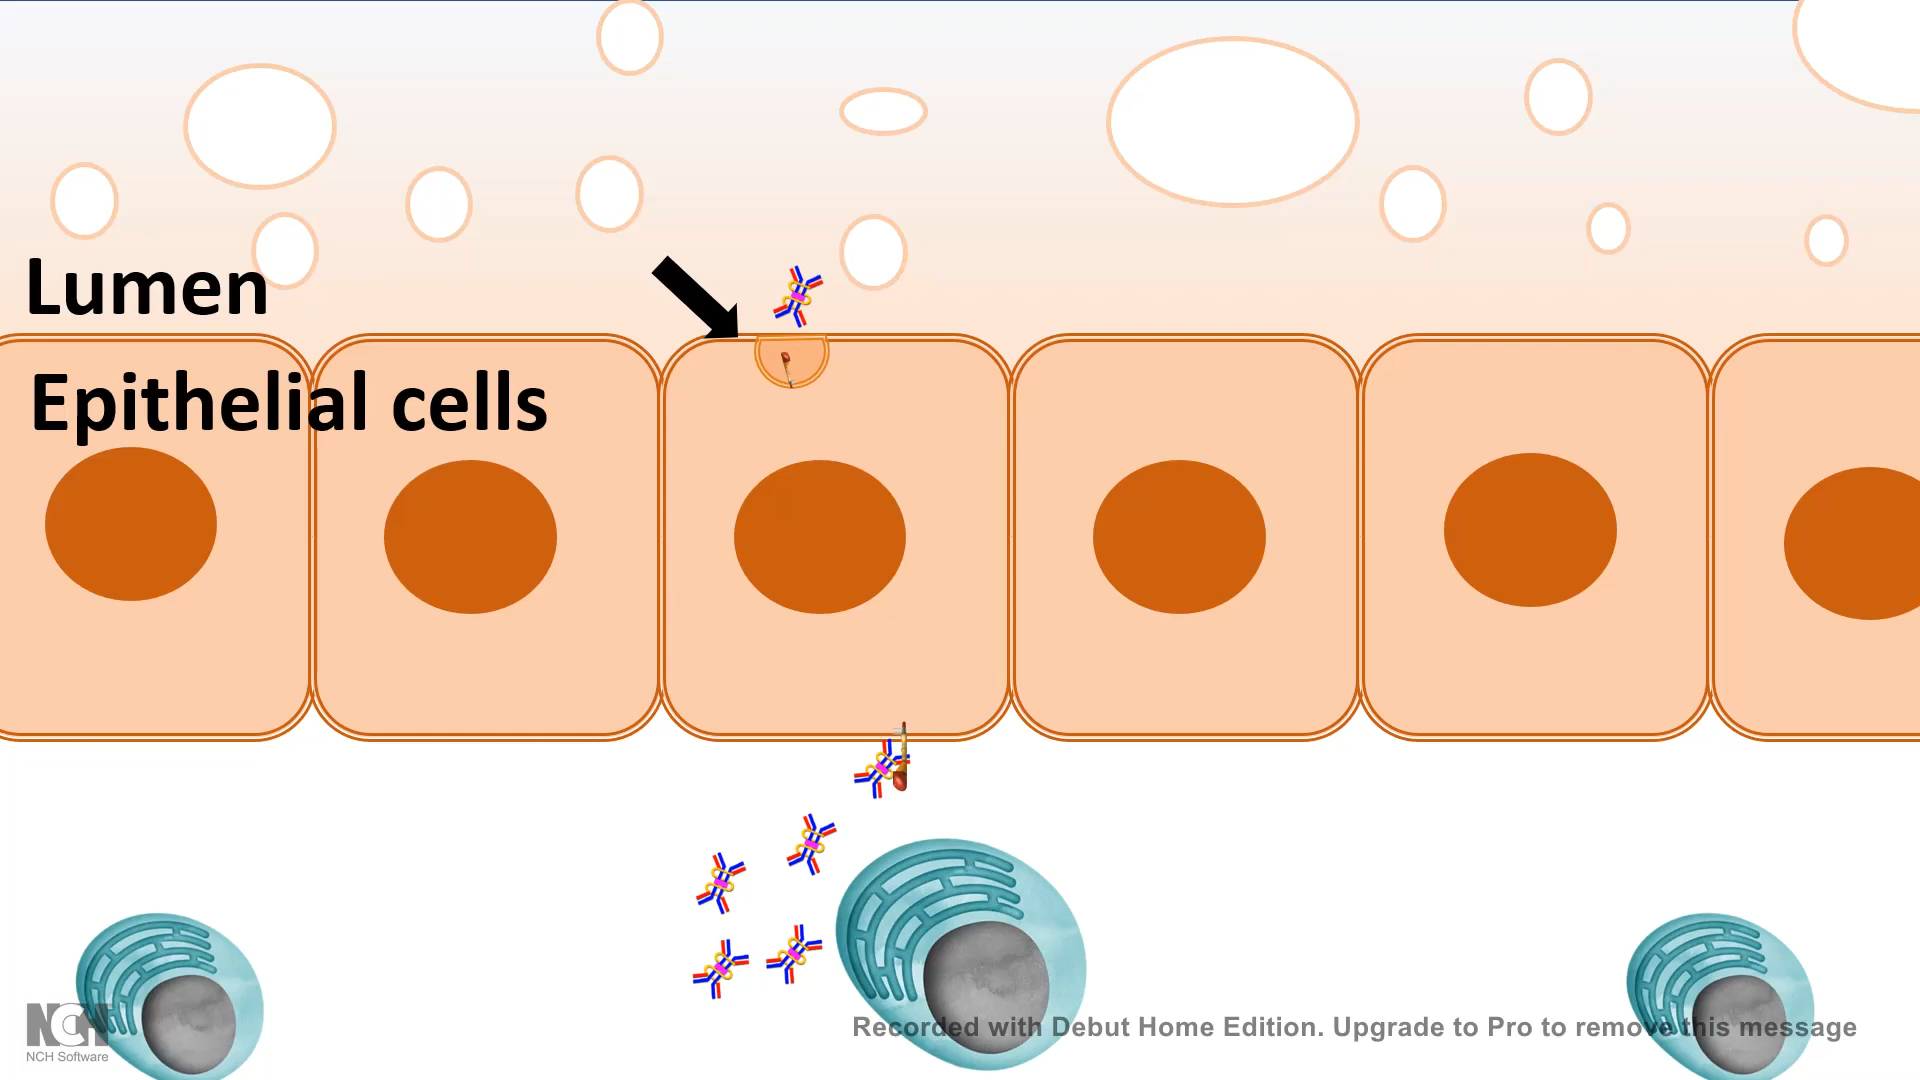 Lumen
Epithelial cells
NCH
NCH Software
Recorded with Debut Home Edition. Upgrade to Pro to remove this message